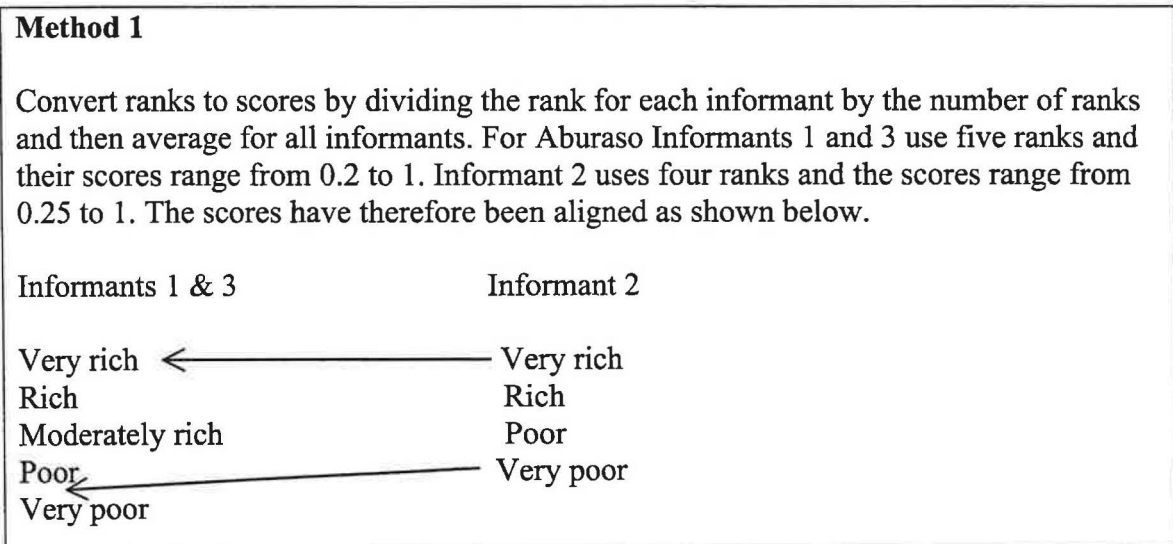 Method 1
Convert ranks to scores by dividing the rank for each informant by the number of ranks
and then average for all informants. For Aburaso Informants 1 and 3 use five ranks and
their scores range from 0.2 to 1. Informant 2 uses four ranks and the scores range from
0.25 to 1. The scores have therefore been aligned as shown below.
Informants 1 & 3 Informant 2
Very rich Very rich
Rich Rich
Moderately rich Poor
Poor Very poor
Very poor